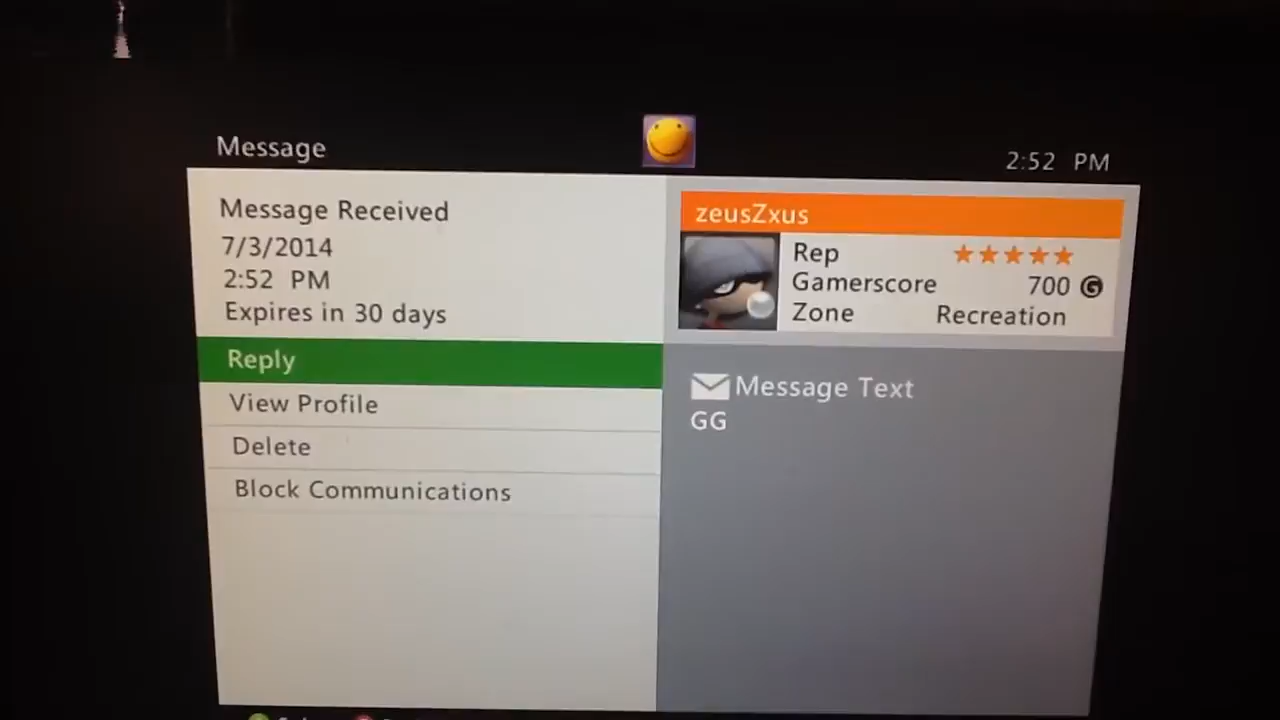 Message
2:52 PM
Message Received
7/3/2014
2:52 PM
Expires in 30 days
Reply
View Profile
Delete
Block Communications
zeusZxus
Rep
Gamerscore 700 G
Zone Recreation
Message Text
GG